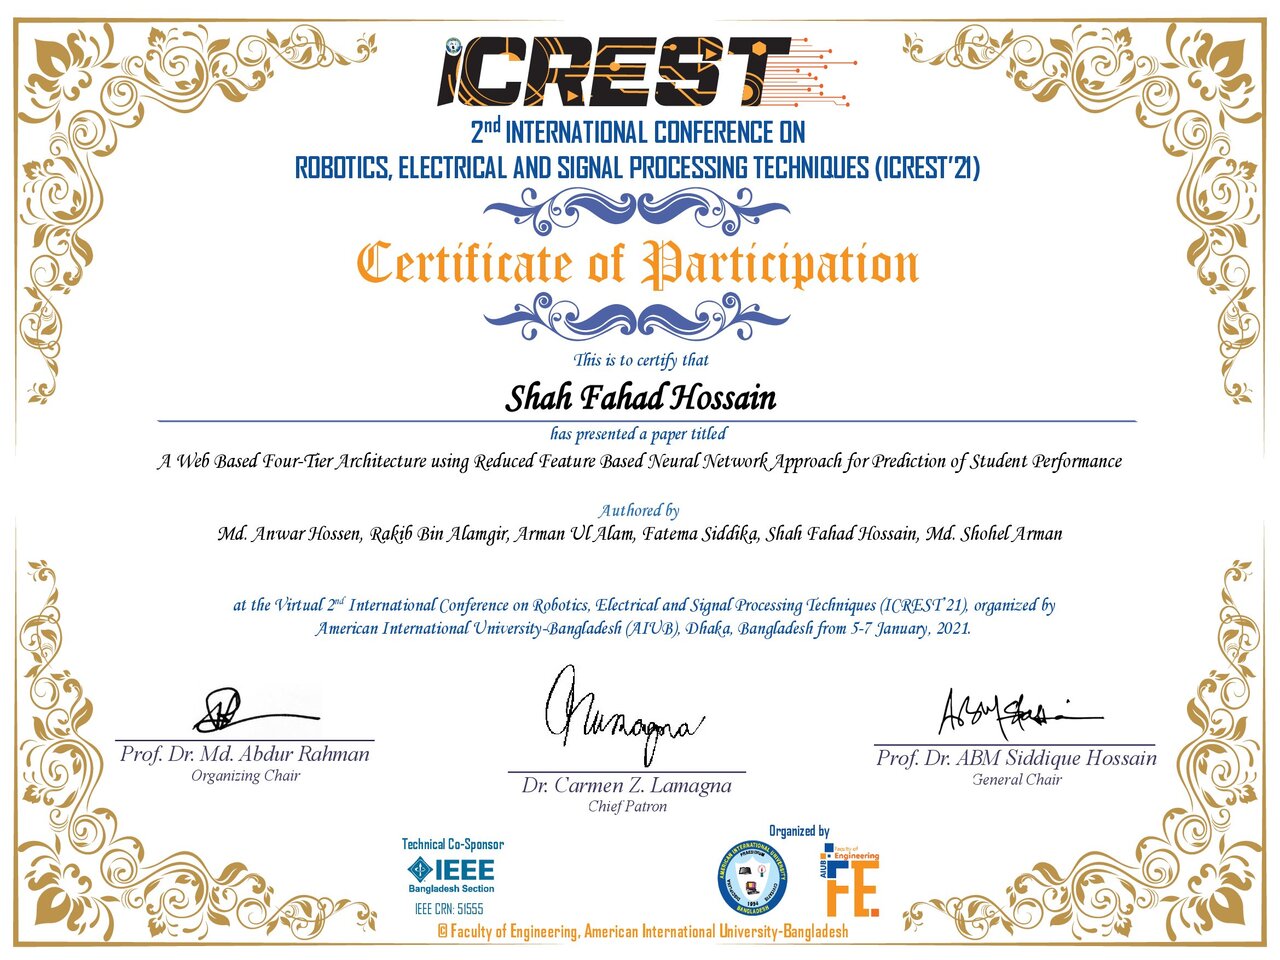 iCREST
2nd INTERNATIONAL CONFERENCE ON
ROBOTICS, ELECTRICAL AND SIGNAL PROCESSING TECHNIQUES (ICREST'21)
Certificate of Participation
This is to certify that
Shah Fahad Hossain
has presented a paper titled
A Web Based Four-Tier Architecture using Reduced Feature Based Neural Network Approach for Prediction of Student Performance
Authored by
Md. Anwar Hossen, Rakib Bin Alamgir, Arman Ul Alam, Fatema Siddika, Shah Fahad Hossain, Md. Shohel Arman
at the Virtual 2nd International Conference on Robotics, Electrical and Signal Processing Techniques (ICREST'21), organized by
American International University-Bangladesh (AIUB), Dhaka, Bangladesh from 5-7 January, 2021.
Prof. Dr. Md. Abdur Rahman
Organizing Chair
Dr. Carmen Z. Lamagna
Chief Patron
Prof. Dr. ABM Siddique Hossain
General Chair
Technical Co-Sponsor
IEEE
Bangladesh Section
IEEE CRN: 51555
Organized by
AMERICAN INTERNATIONAL UNIVERSITY
BANGLADESH
1994
AIUB
Faculty of
Engineering
FE.
© Faculty of Engineering, American International University-Bangladesh